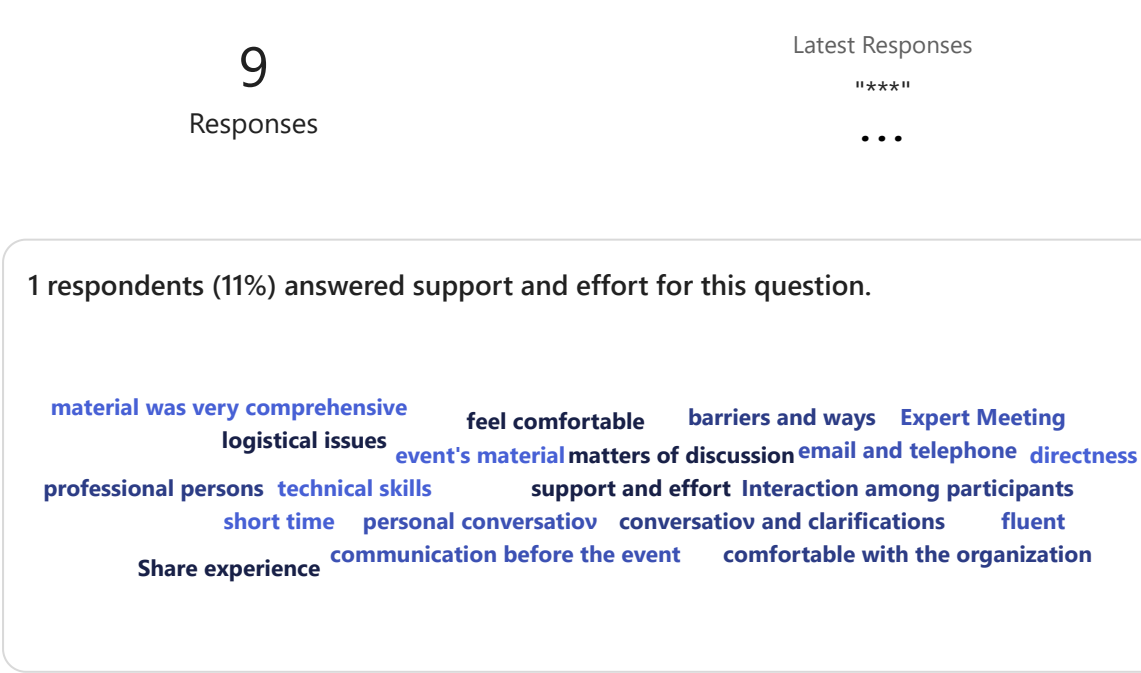 9
Responses
Latest Responses
"***"
...
1 respondents (11%) answered support and effort for this question.
material was very comprehensive
feel comfortable
barriers and ways
Expert Meeting
logistical issues
event's material
matters of discussion
email and telephone
directness
professional persons
technical skills
support and effort
Interaction among participants
short time
personal conversatioν
conversatioν and clarifications
fluent
Share experience
communication before the event
comfortable with the organization